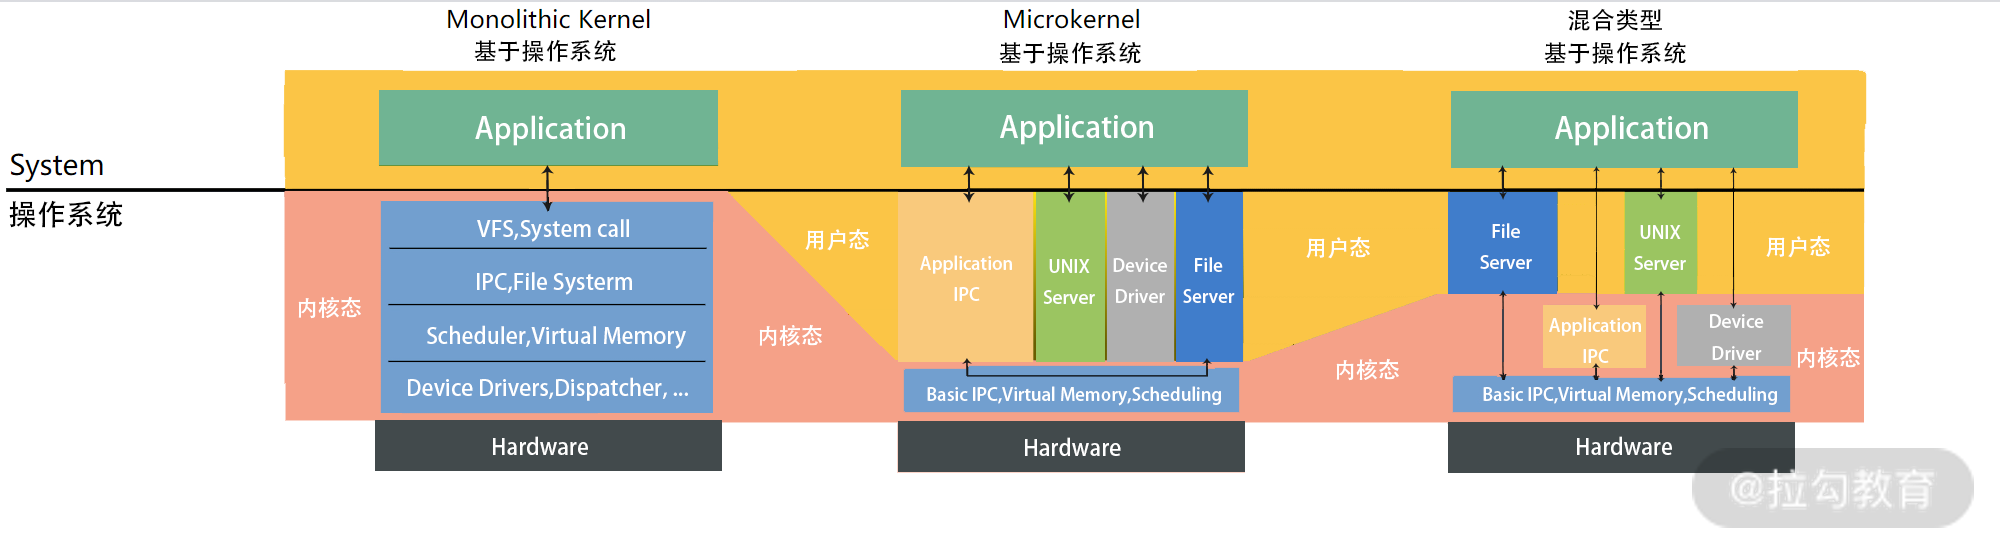 Monolithic Kernel
基于操作系统
Microkernel
基于操作系统
混合类型
基于操作系统
System
操作系统
Application
VFS,System call
IPC,File Systerm
Scheduler,Virtual Memory
Device Drivers,Dispatcher, ...
Hardware
内核态
用户态
内核态
Application
Application
IPC
UNIX
Server
Device
Driver
File
Server
Basic IPC,Virtual Memory,Scheduling
Hardware
用户态
内核态
Application
File
Server
UNIX
Server
用户态
Application
IPC
Device
Driver
内核态
Basic IPC,Virtual Memory,Scheduling
Hardware
@拉勾教育